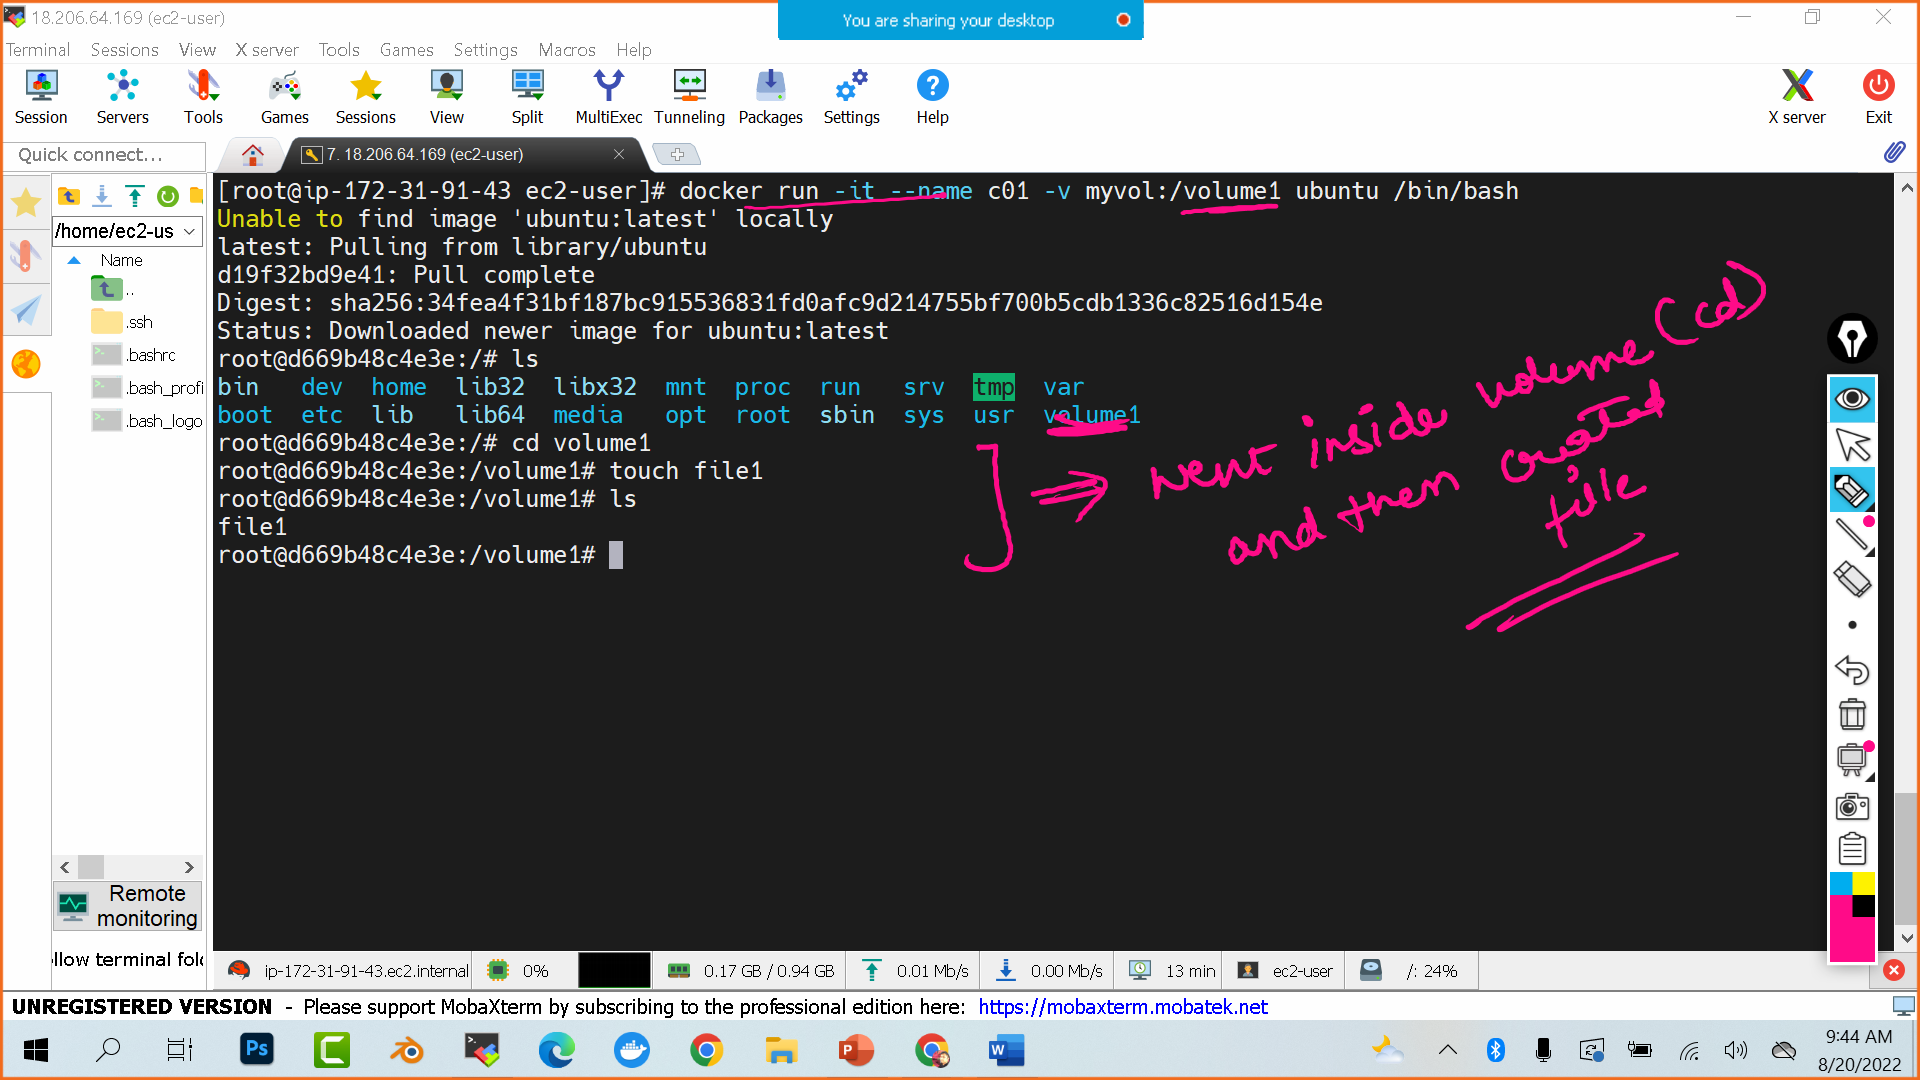 18.206.64.169 (ec2-user)
You are sharing your desktop
Terminal Sessions View X server Tools Games Settings Macros Help
Session Servers Tools Games Sessions View Split MultiExec Tunneling Packages Settings Help X server Exit
Quick connect...
7. 18.206.64.169 (ec2-user)
/home/ec2-us
Name
..
.ssh
.bashrc
.bash_profi
.bash_logo
Remote
monitoring
llow terminal fol
[root@ip-172-31-91-43 ec2-user]# docker run -it --name c01 -v myvol:/volume1 ubuntu /bin/bash
Unable to find image 'ubuntu:latest' locally
latest: Pulling from library/ubuntu
d19f32bd9e41: Pull complete
Digest: sha256:34fea4f31bf187bc915536831fd0afc9d214755bf700b5cdb1336c82516d154e
Status: Downloaded newer image for ubuntu:latest
root@d669b48c4e3e:/# ls
bin dev home lib32 libx32 mnt proc run srv tmp var
boot etc lib lib64 media opt root sbin sys usr volume1
root@d669b48c4e3e:/# cd volume1
root@d669b48c4e3e:/volume1# touch file1
root@d669b48c4e3e:/volume1# ls
file1
root@d669b48c4e3e:/volume1#
went inside volume (cd)
and then created
file
ip-172-31-91-43.ec2.internal 0% 0.17 GB / 0.94 GB 0.01 Mb/s 0.00 Mb/s 13 min ec2-user /: 24%
UNREGISTERED VERSION - Please support MobaXterm by subscribing to the professional edition here: https://mobaxterm.mobatek.net
Ps
C
P
W
9:44 AM
8/20/2022